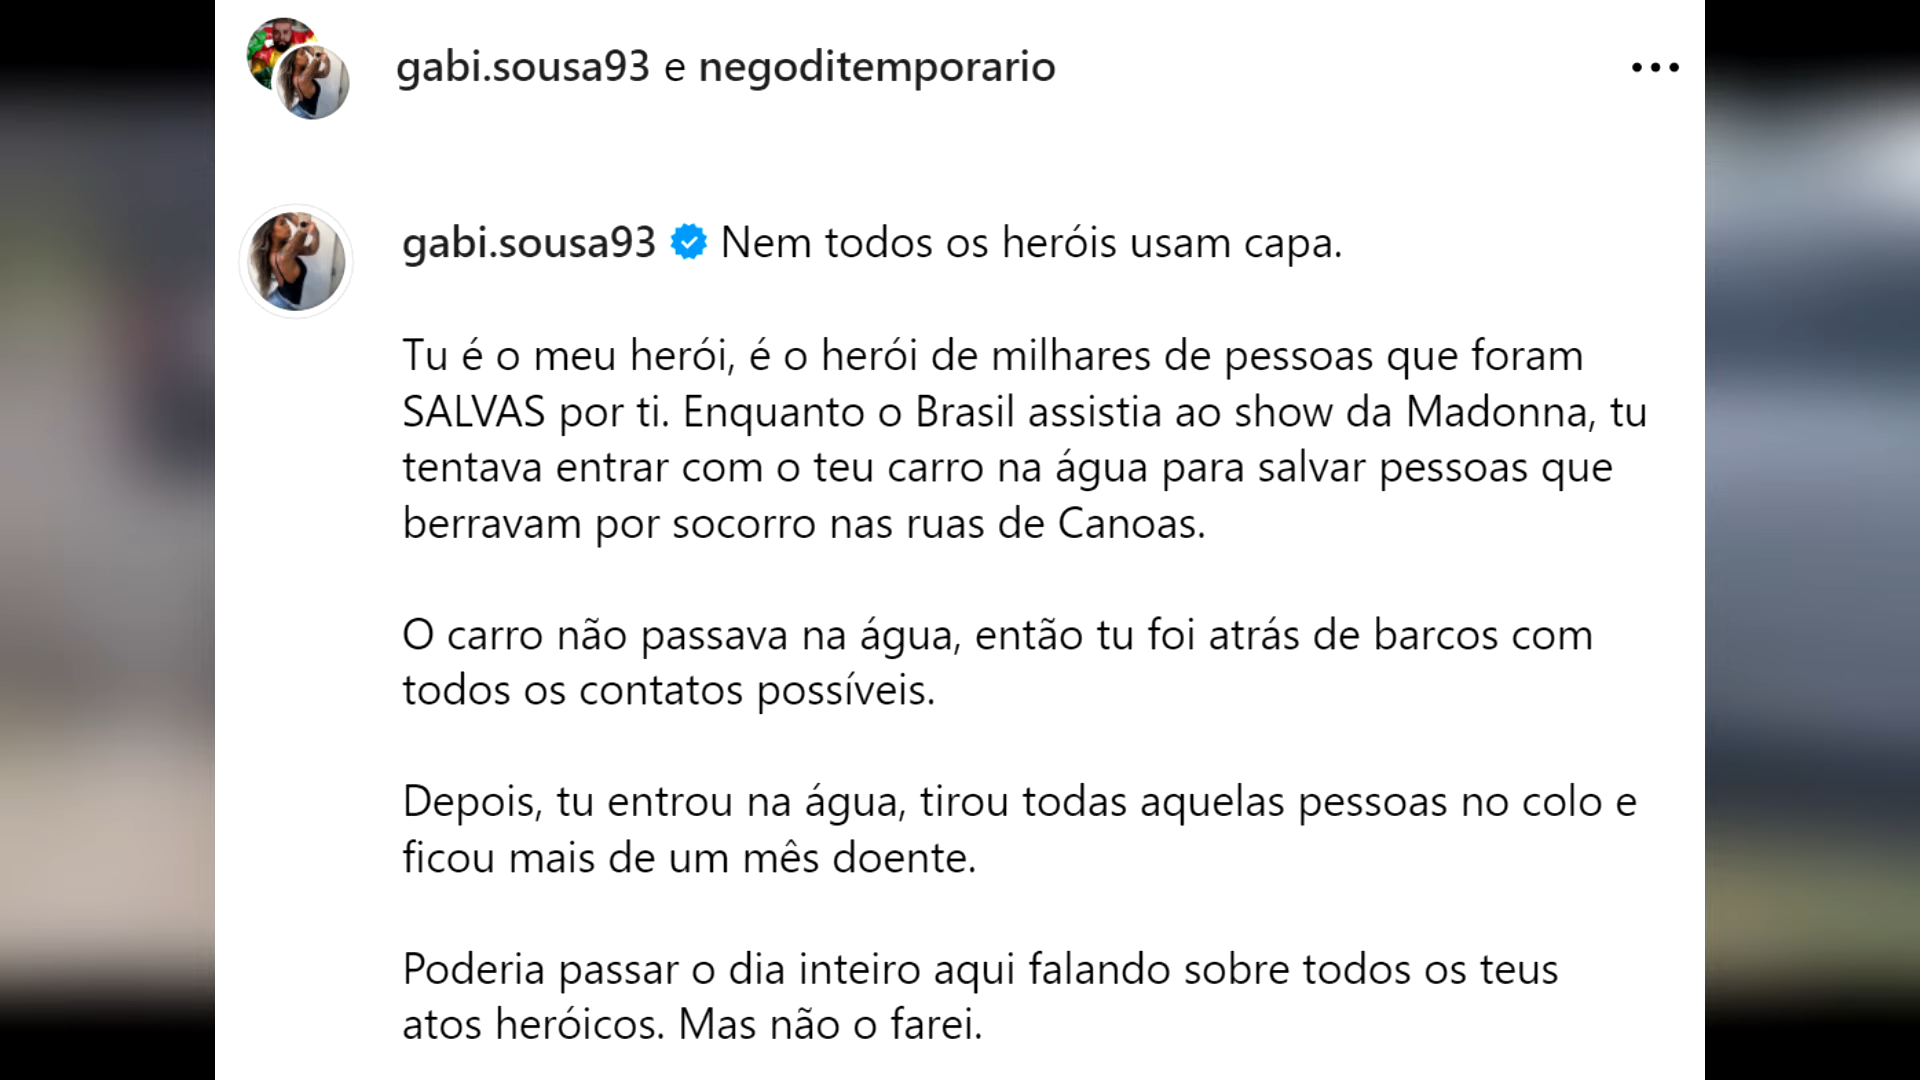 gabi.sousa93 e negoditemporario
gabi.sousa93 Nem todos os heróis usam capa.
Tu é o meu herói, é o herói de milhares de pessoas que foram
SALVAS por ti. Enquanto o Brasil assistia ao show da Madonna, tu
tentava entrar com o teu carro na água para salvar pessoas que
berravam por socorro nas ruas de Canoas.
O carro não passava na água, então tu foi atrás de barcos com
todos os contatos possíveis.
Depois, tu entrou na água, tirou todas aquelas pessoas no colo e
ficou mais de um mês doente.
Poderia passar o dia inteiro aqui falando sobre todos os teus
atos heróicos. Mas não o farei.